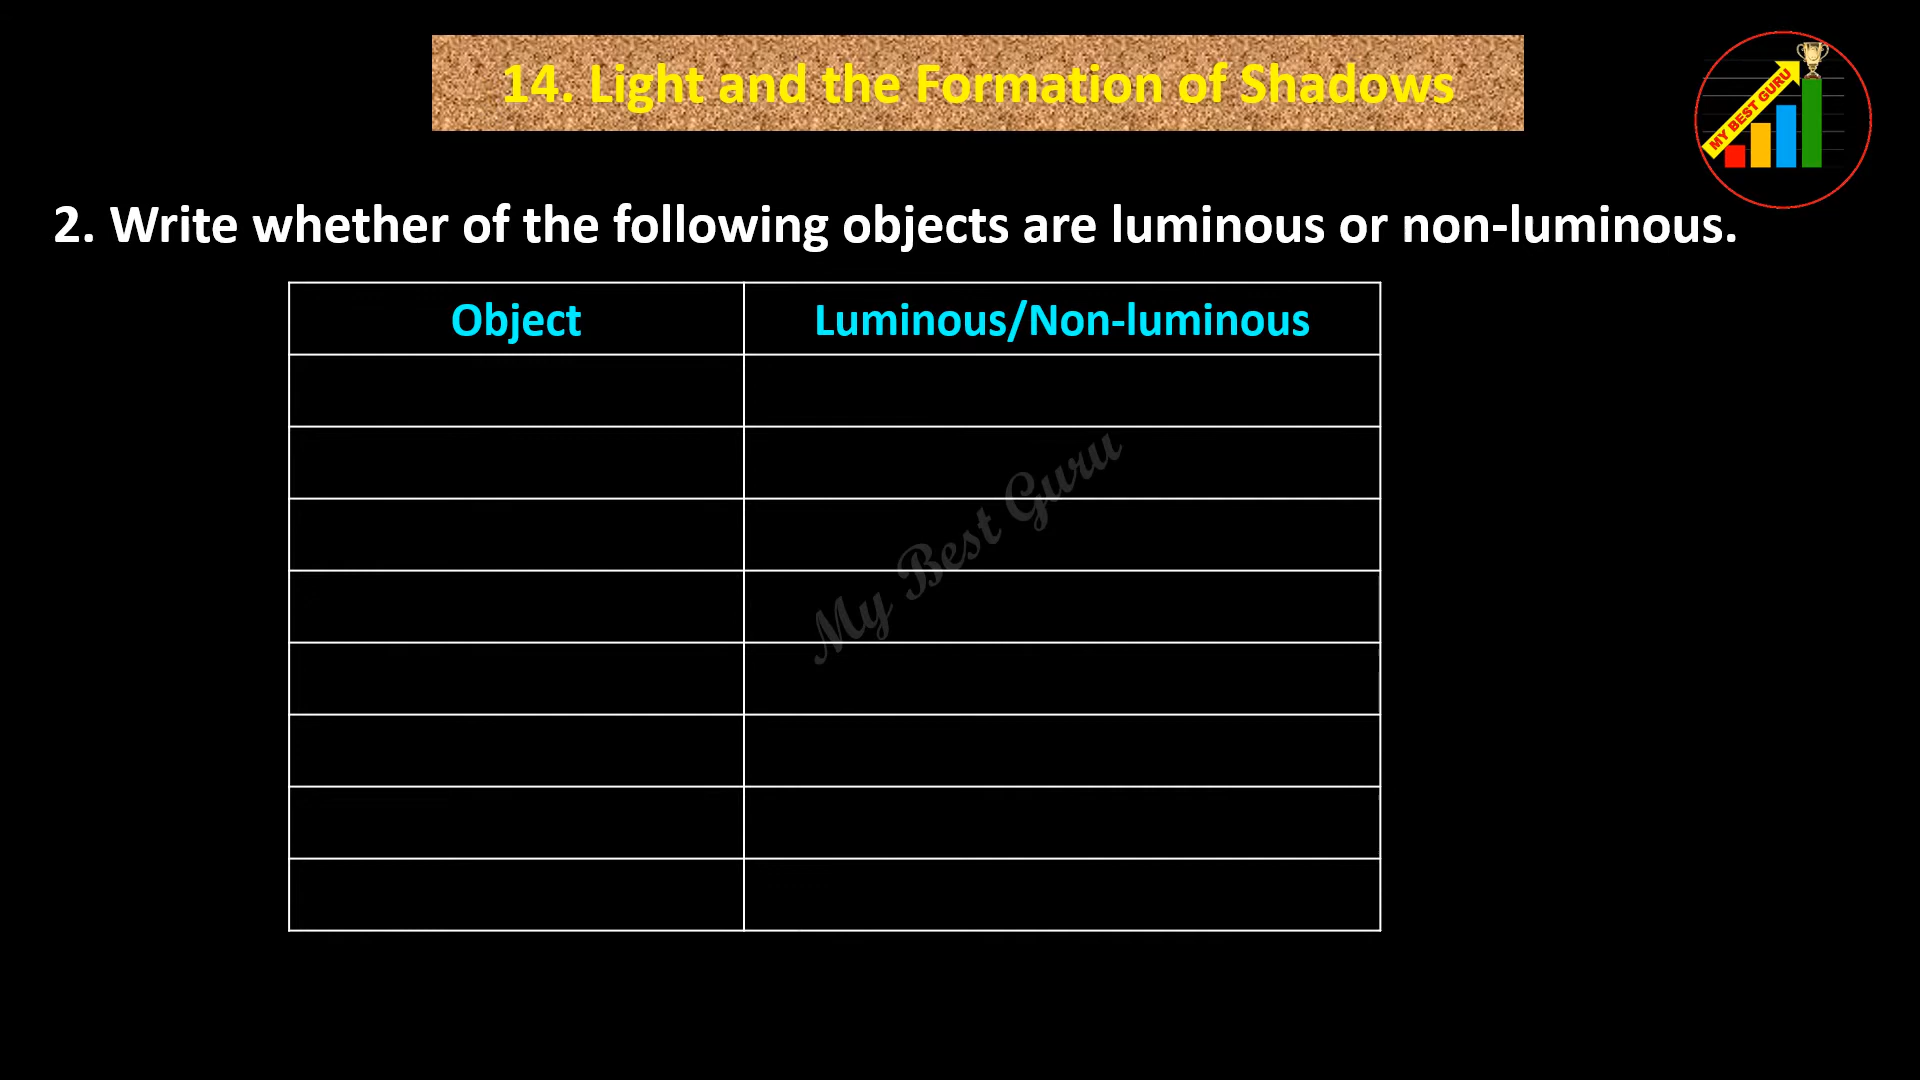 14. Light and the Formation of Shadows
MY BEST GURU
2. Write whether of the following objects are luminous or non-luminous.
Object
Luminous/Non-luminous
My Best Guru